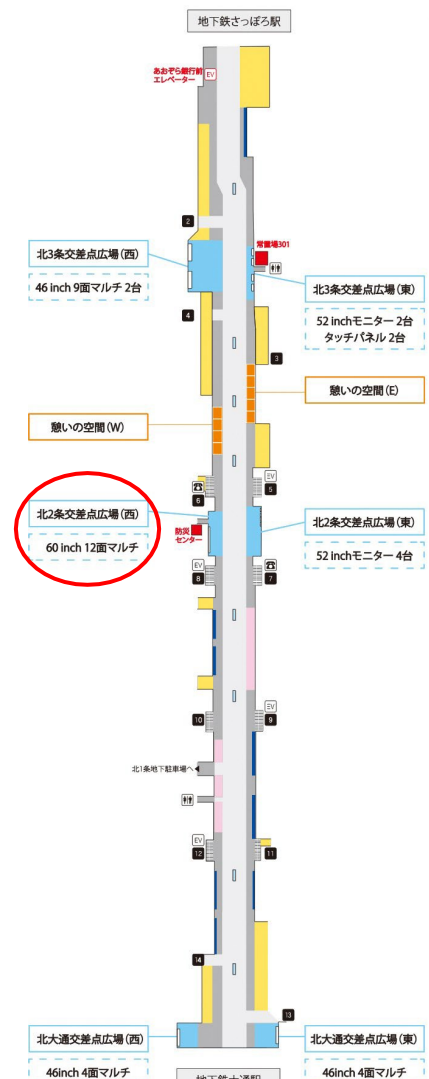 地下鉄さっぽろ駅
あおぞら銀行前
エレベーター
EV
2
北3条交差点広場(西)
46 inch 9面マルチ 2台
常置場301
北3条交差点広場(東)
52 inchモニター 2台
タッチパネル 2台
4
3
憩いの空間(E)
憩いの空間(W)
EV
6
5
北2条交差点広場(西)
60 inch 12面マルチ
防災
センター
北2条交差点広場(東)
52 inchモニター 4台
EV
8
7
EV
10
9
北1条地下駐車場へ
EV
12
11
14
13
北大通交差点広場(西)
46inch 4面マルチ
北大通交差点広場(東)
46inch 4面マルチ
地下鉄大通駅